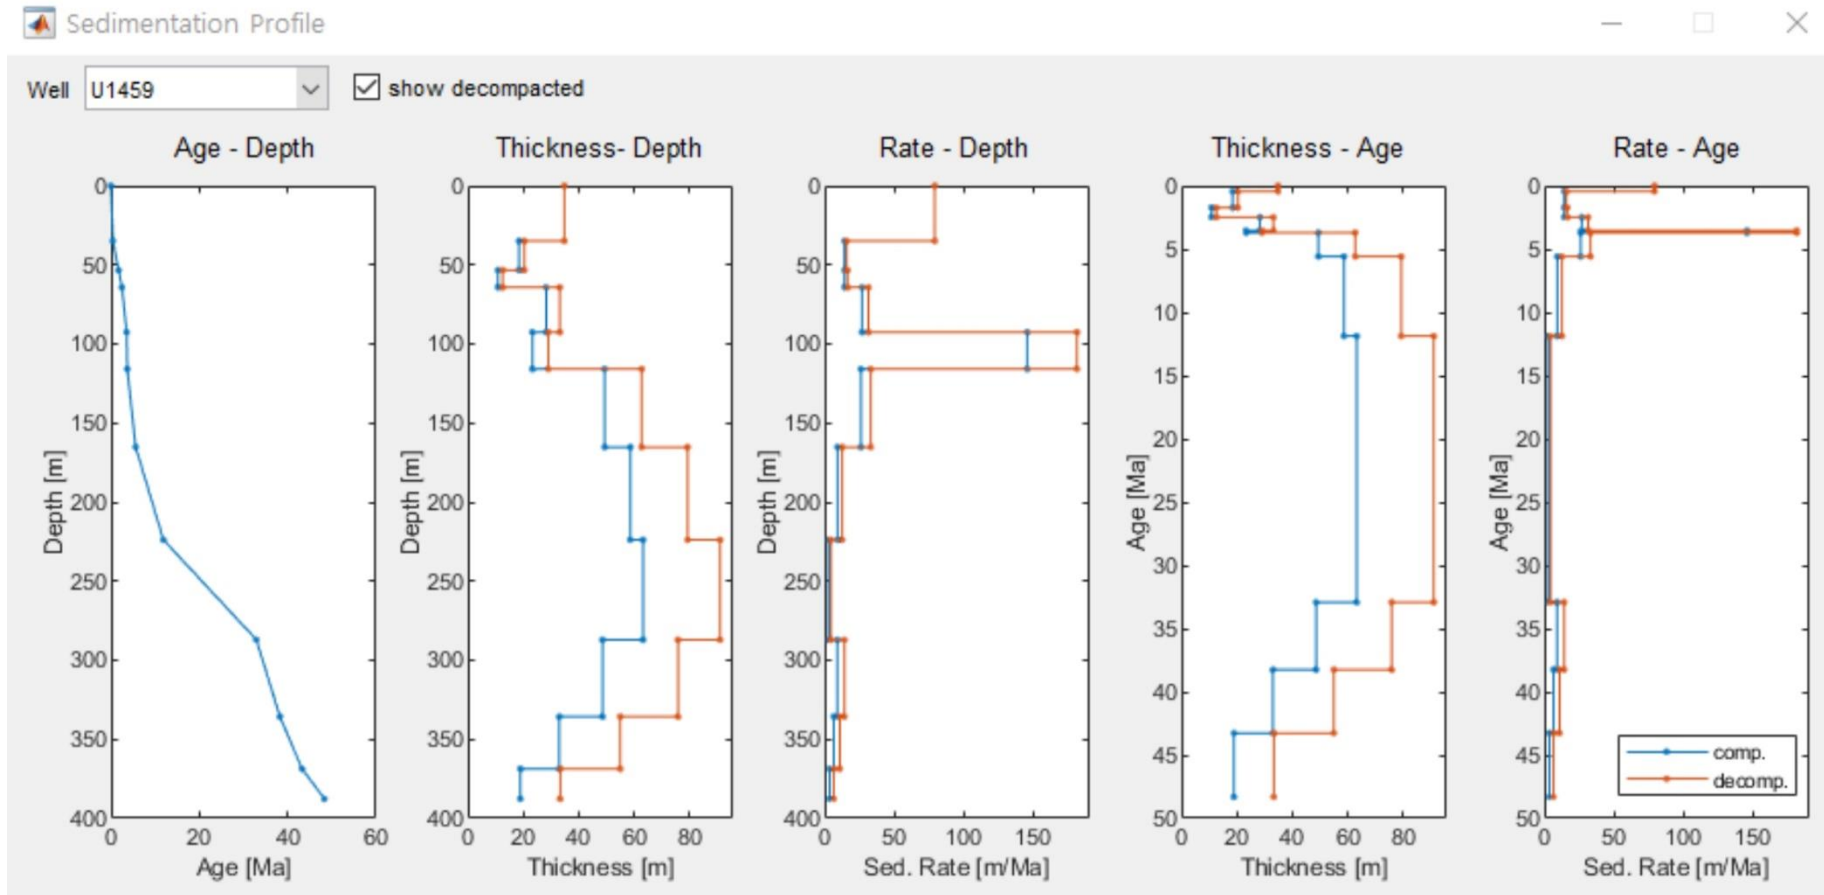 Sedimentation Profile
Well U1459 show decompacted
Age - Depth Thickness- Depth Rate - Depth Thickness - Age Rate - Age
0 0 0 0 0
50 50 50 5 5
100 100 100 10 10
150 150 150 15 15
200 200 200 20 20
250 250 250 25 25
300 300 300 30 30
350 350 350 35 35
400 400 400 40 40
45 45
50 50
Depth [m] Depth [m] Depth [m] Age [Ma] Age [Ma]
comp.
decomp.
0 20 40 60 0 20 40 60 80 0 50 100 150 0 20 40 60 80 0 50 100 150
Age [Ma] Thickness [m] Sed. Rate [m/Ma] Thickness [m] Sed. Rate [m/Ma]